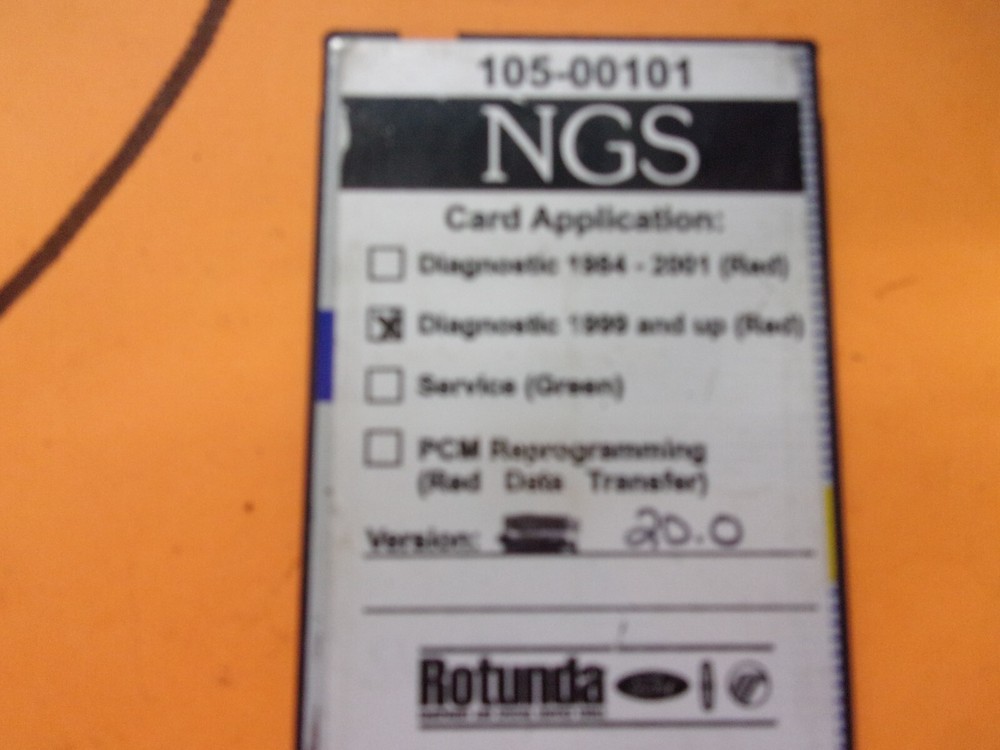 105-00101
NGS
Card Application:
Diagnostic 1984 - 2001 (Red)
Diagnostic 1999 and up (Red)
Service (Green)
PCM Reprogramming
(Red Data Transfer)
Version: 20.0
Rotunda